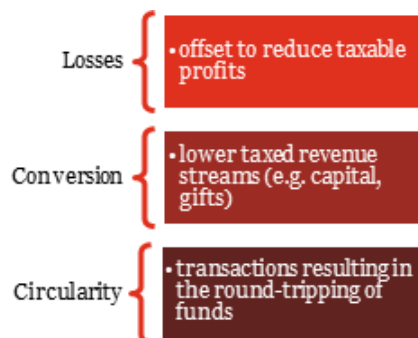 Losses
• offset to reduce taxable
profits
Conversion
• lower taxed revenue
streams (e.g. capital,
gifts)
Circularity
• transactions resulting in
the round-tripping of
funds